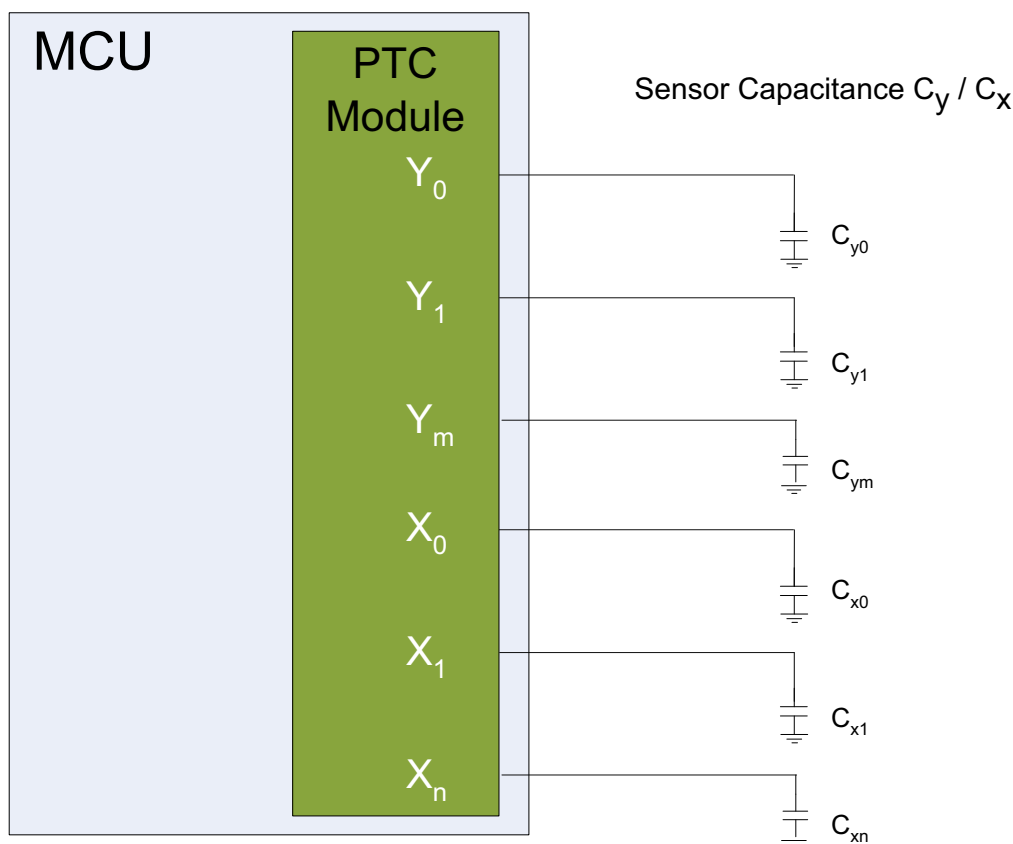 MCU
PTC
Module
Sensor Capacitance Cy / Cx
Y0
Cy0
Y1
Cy1
Ym
Cym
X0
Cx0
X1
Cx1
Xn
Cxn